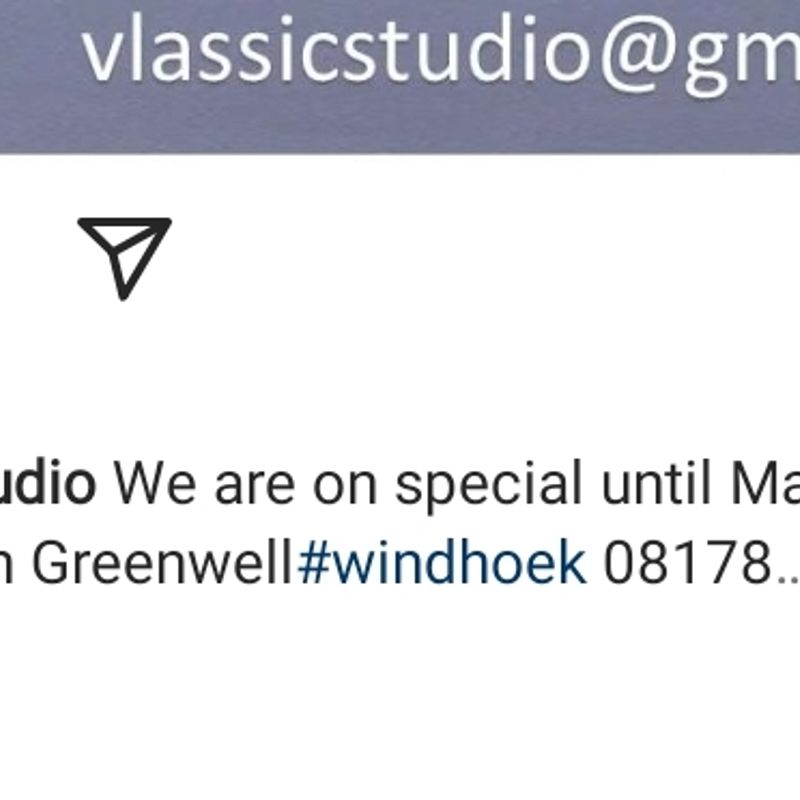 vlassicstudio@gm
udio We are on special until Ma
n Greenwell#windhoek 08178...